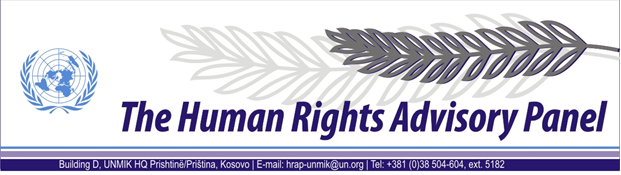 The Human Rights Advisory Panel
Building D, UNMIK HQ Prishtinë/Priština, Kosovo | E-mail: hrap-unmik@un.org | Tel: +381 (0)38 504-604, ext. 5182